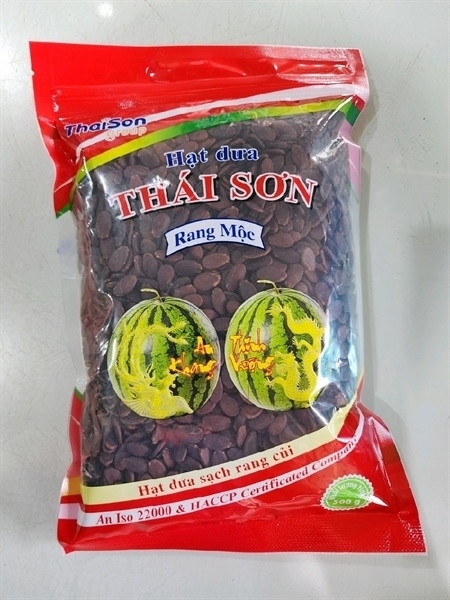 ThaiSon
group
Hạt dưa
THÁI SƠN
Rang Mộc
An
Khang
Thịnh
Vượng
Hạt dưa sạch rang củi
An Iso 22000 & HACCP Certificated Company
500 g